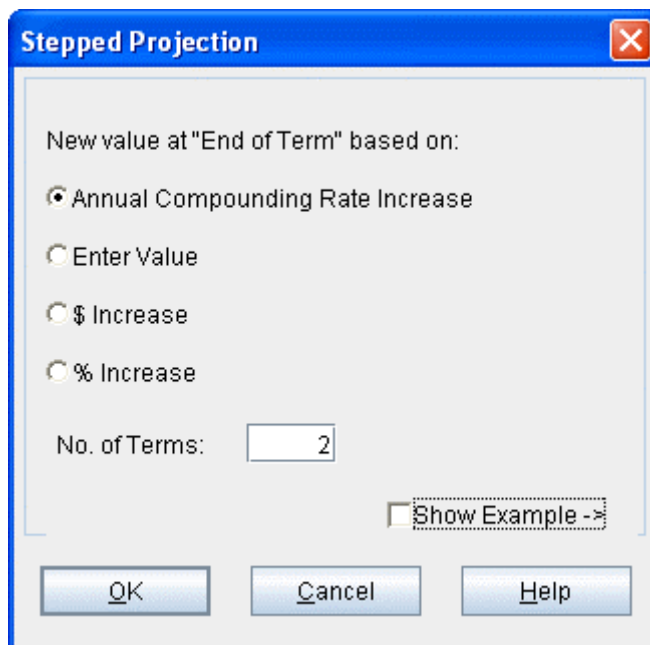 Stepped Projection
New value at "End of Term" based on:
Annual Compounding Rate Increase
Enter Value
$ Increase
% Increase
No. of Terms: 2
Show Example ->
OK Cancel Help